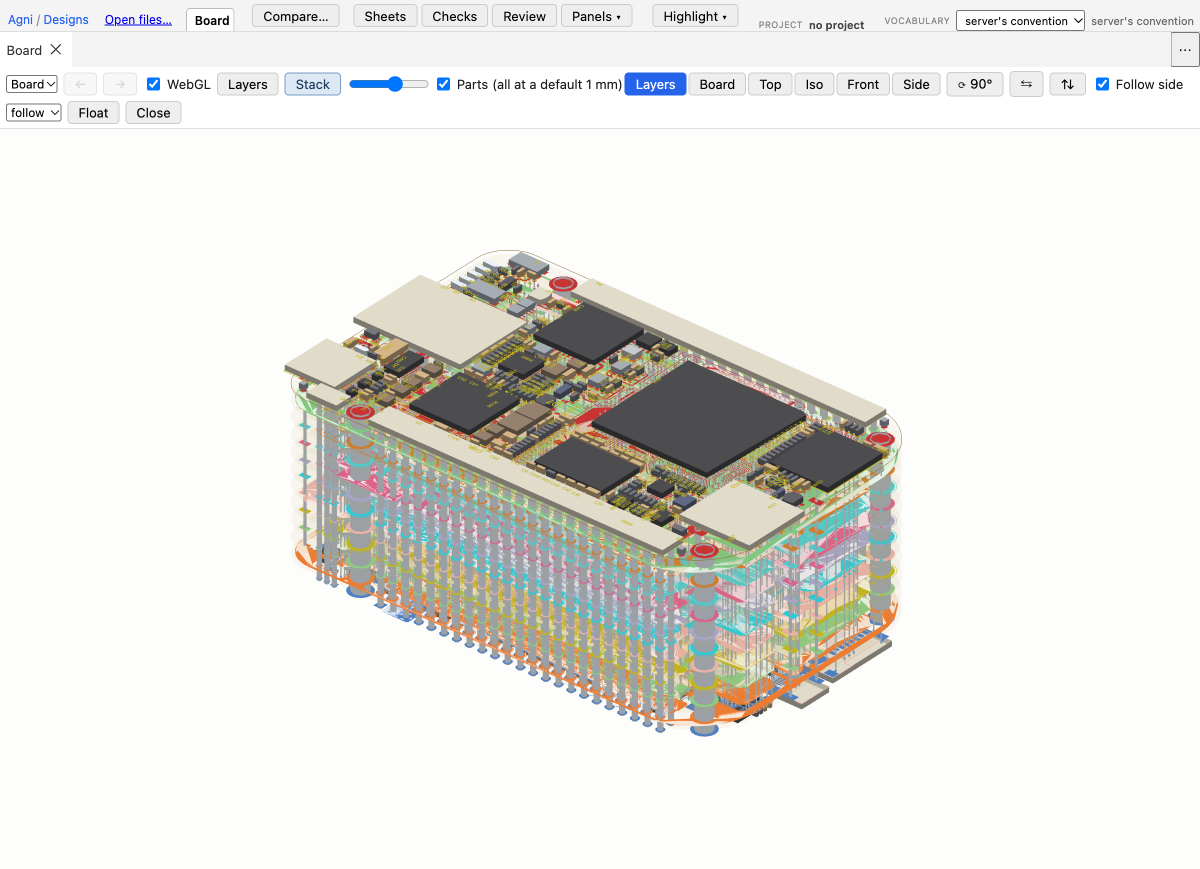 Agni / Designs Open files... Board Compare... Sheets Checks Review Panels ▾ Highlight ▾ PROJECT no project VOCABULARY server's convention server's convention
Board ✕ ...
Board ← → WebGL Layers Stack Parts (all at a default 1 mm) Layers Board Top Iso Front Side ⟳ 90° ⇆ ⇅ Follow side
follow Float Close